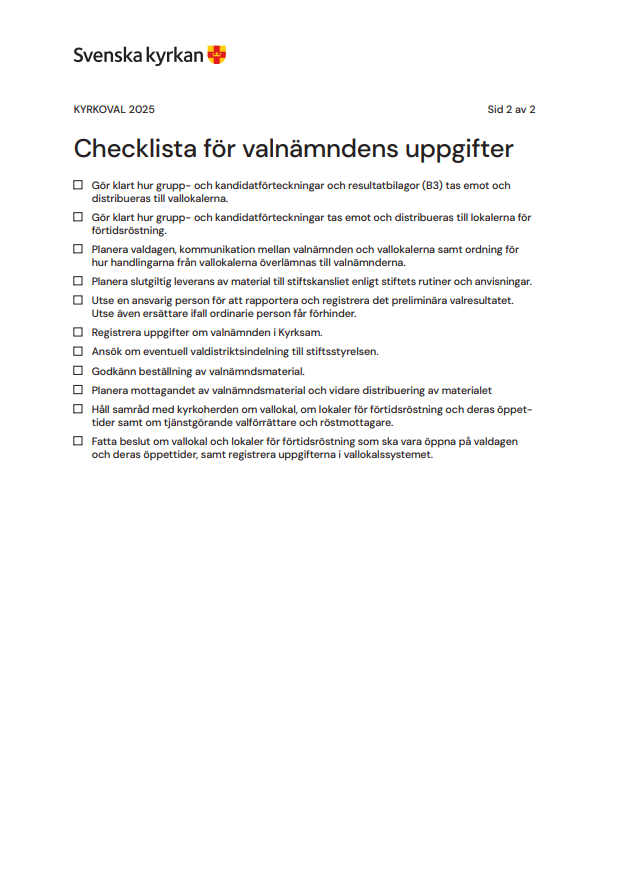 Svenska kyrkan
KYRKOVAL 2025
Sid 2 av 2
Checklista för valnämndens uppgifter
Gör klart hur grupp- och kandidatförteckningar och resultatbilagor (B3) tas emot och
distribueras till vallokalerna.
Gör klart hur grupp- och kandidatförteckningar tas emot och distribueras till lokalerna för
förtidsröstning.
Planera valdagen, kommunikation mellan valnämnden och vallokalerna samt ordning för
hur handlingarna från vallokalerna överlämnas till valnämnderna.
Planera slutgiltig leverans av material till stiftskansliet enligt stiftets rutiner och anvisningar.
Utse en ansvarig person för att rapportera och registrera det preliminära valresultatet.
Utse även ersättare ifall ordinarie person får förhinder.
Registrera uppgifter om valnämnden i Kyrksam.
Ansök om eventuell valdistriktsindelning till stiftsstyrelsen.
Godkänn beställning av valnämndsmaterial.
Planera mottagandet av valnämndsmaterial och vidare distribuering av materialet
Håll samråd med kyrkoherden om vallokal, om lokaler för förtidsröstning och deras öppet-
tider samt om tjänstgörande valförrättare och röstmottagare.
Fatta beslut om vallokal och lokaler för förtidsröstning som ska vara öppna på valdagen
och deras öppettider, samt registrera uppgifterna i vallokalssystemet.